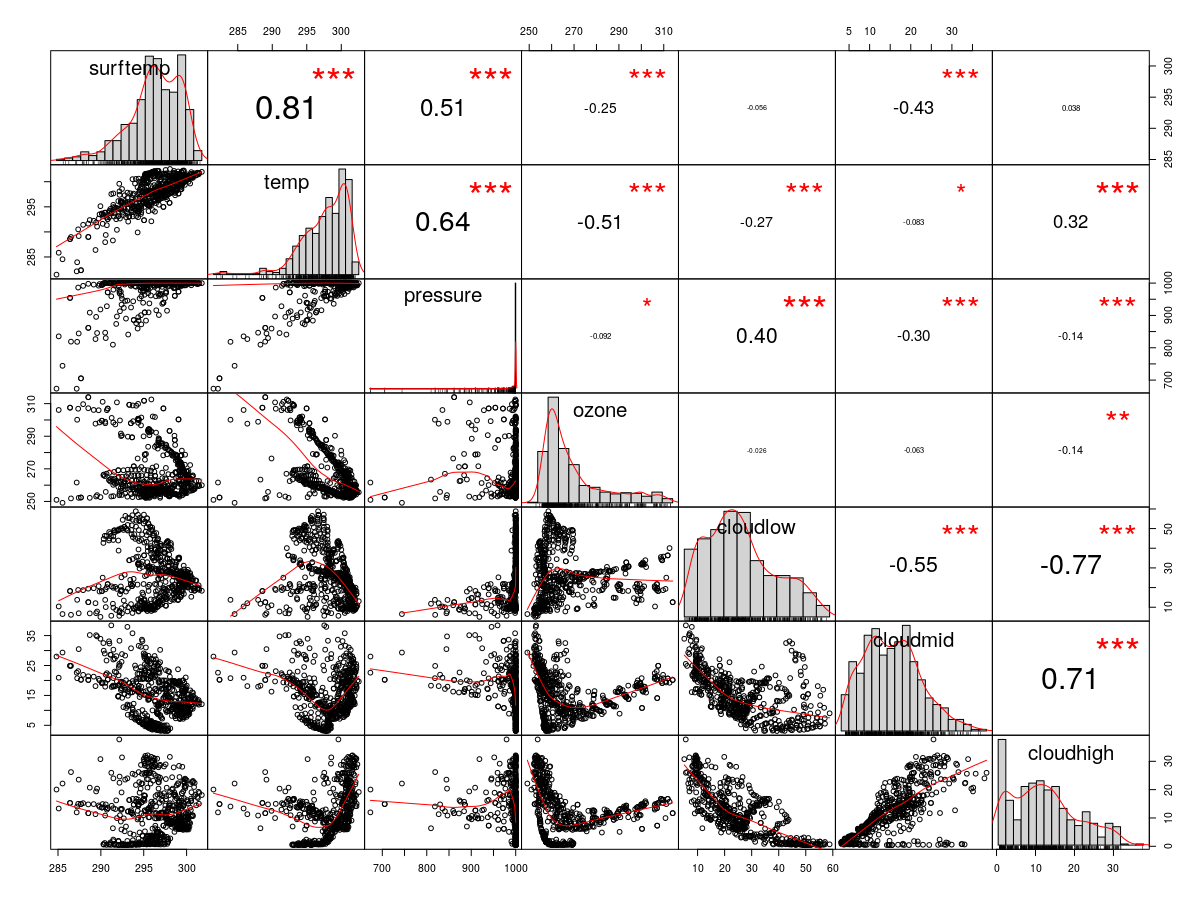 285 290 295 300 250 270 290 310 5 10 20 30
surftemp *** *** *** *** 300
0.81 0.51 -0.25 -0.056 -0.43 0.038 295
290
285
temp *** *** *** * ***
295 0.64 -0.51 -0.27 -0.083 0.32
285
pressure * *** *** *** 1000
-0.092 0.40 -0.30 -0.14 900
800
700
310 ozone **
290 -0.026 -0.063 -0.14
270
250
cloudlow *** *** 50
-0.55 -0.77 30
10
35 cloudmid ***
25 0.71
15
5
cloudhigh 30
20
10
0
285 290 295 300 700 800 900 1000 10 20 30 40 50 60 0 10 20 30